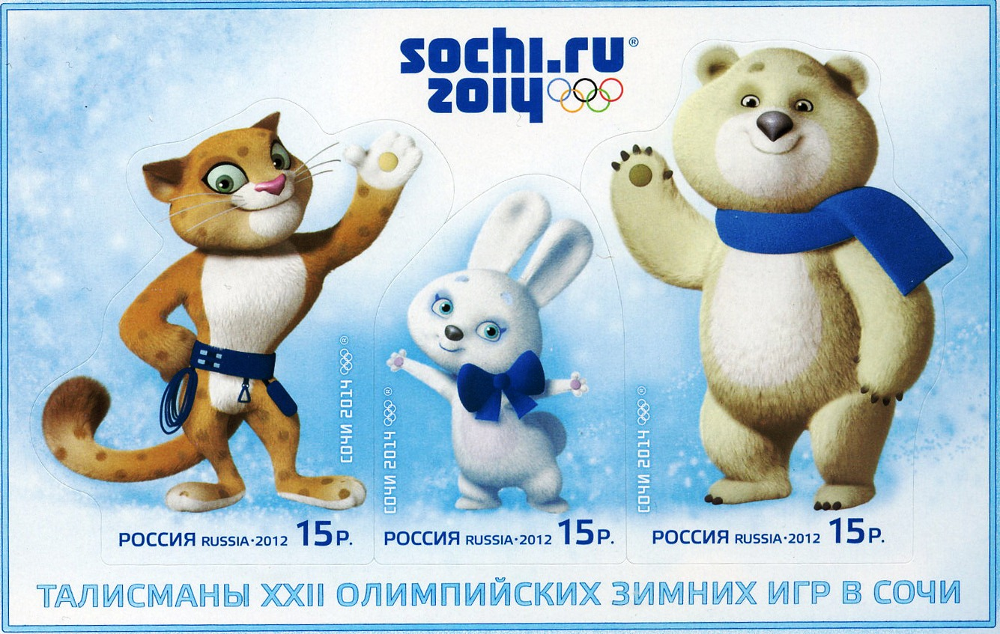 sochi.ru®
2014
СОЧИ 2014 ®
СОЧИ 2014 ®
СОЧИ 2014 ®
РОССИЯ RUSSIA·2012 15Р.
РОССИЯ RUSSIA·2012 15Р.
РОССИЯ RUSSIA·2012 15Р.
ТАЛИСМАНЫ XXII ОЛИМПИЙСКИХ ЗИМНИХ ИГР В СОЧИ